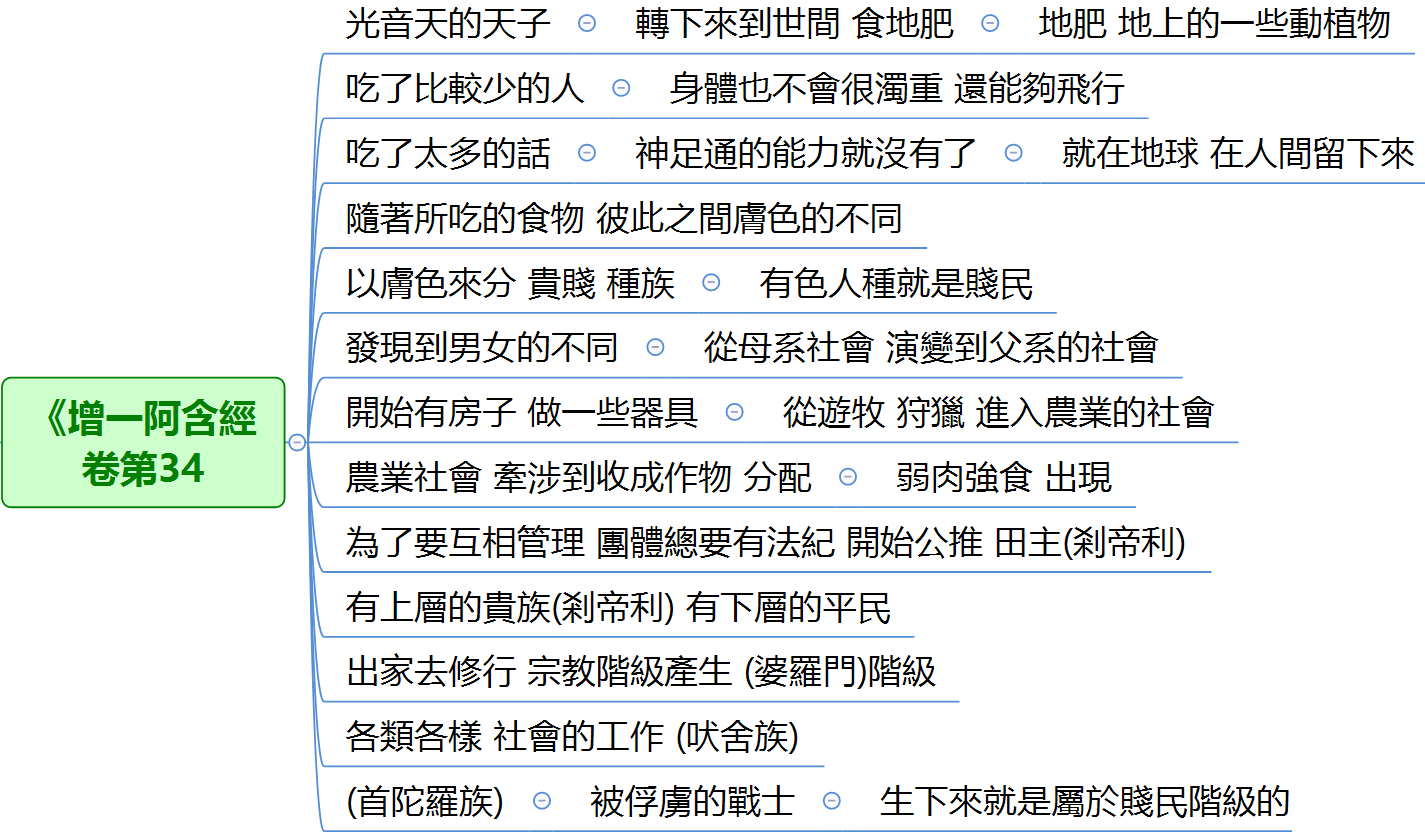 光音天的天子 轉下來到世間 食地肥 地肥 地上的一些動植物
吃了比較少的人 身體也不會很濁重 還能夠飛行
吃了太多的話 神足通的能力就沒有了 就在地球 在人間留下來
隨著所吃的食物 彼此之間膚色的不同
以膚色來分 貴賤 種族 有色人種就是賤民
發現到男女的不同 從母系社會 演變到父系的社會
《增一阿含經
卷第34
開始有房子 做一些器具 從遊牧 狩獵 進入農業的社會
農業社會 牽涉到收成作物 分配 弱肉強食 出現
為了要互相管理 團體總要有法紀 開始公推 田主(剎帝利)
有上層的貴族(剎帝利) 有下層的平民
出家去修行 宗教階級產生 (婆羅門)階級
各類各樣 社會的工作 (吠舍族)
(首陀羅族) 被俘虜的戰士 生下來就是屬於賤民階級的